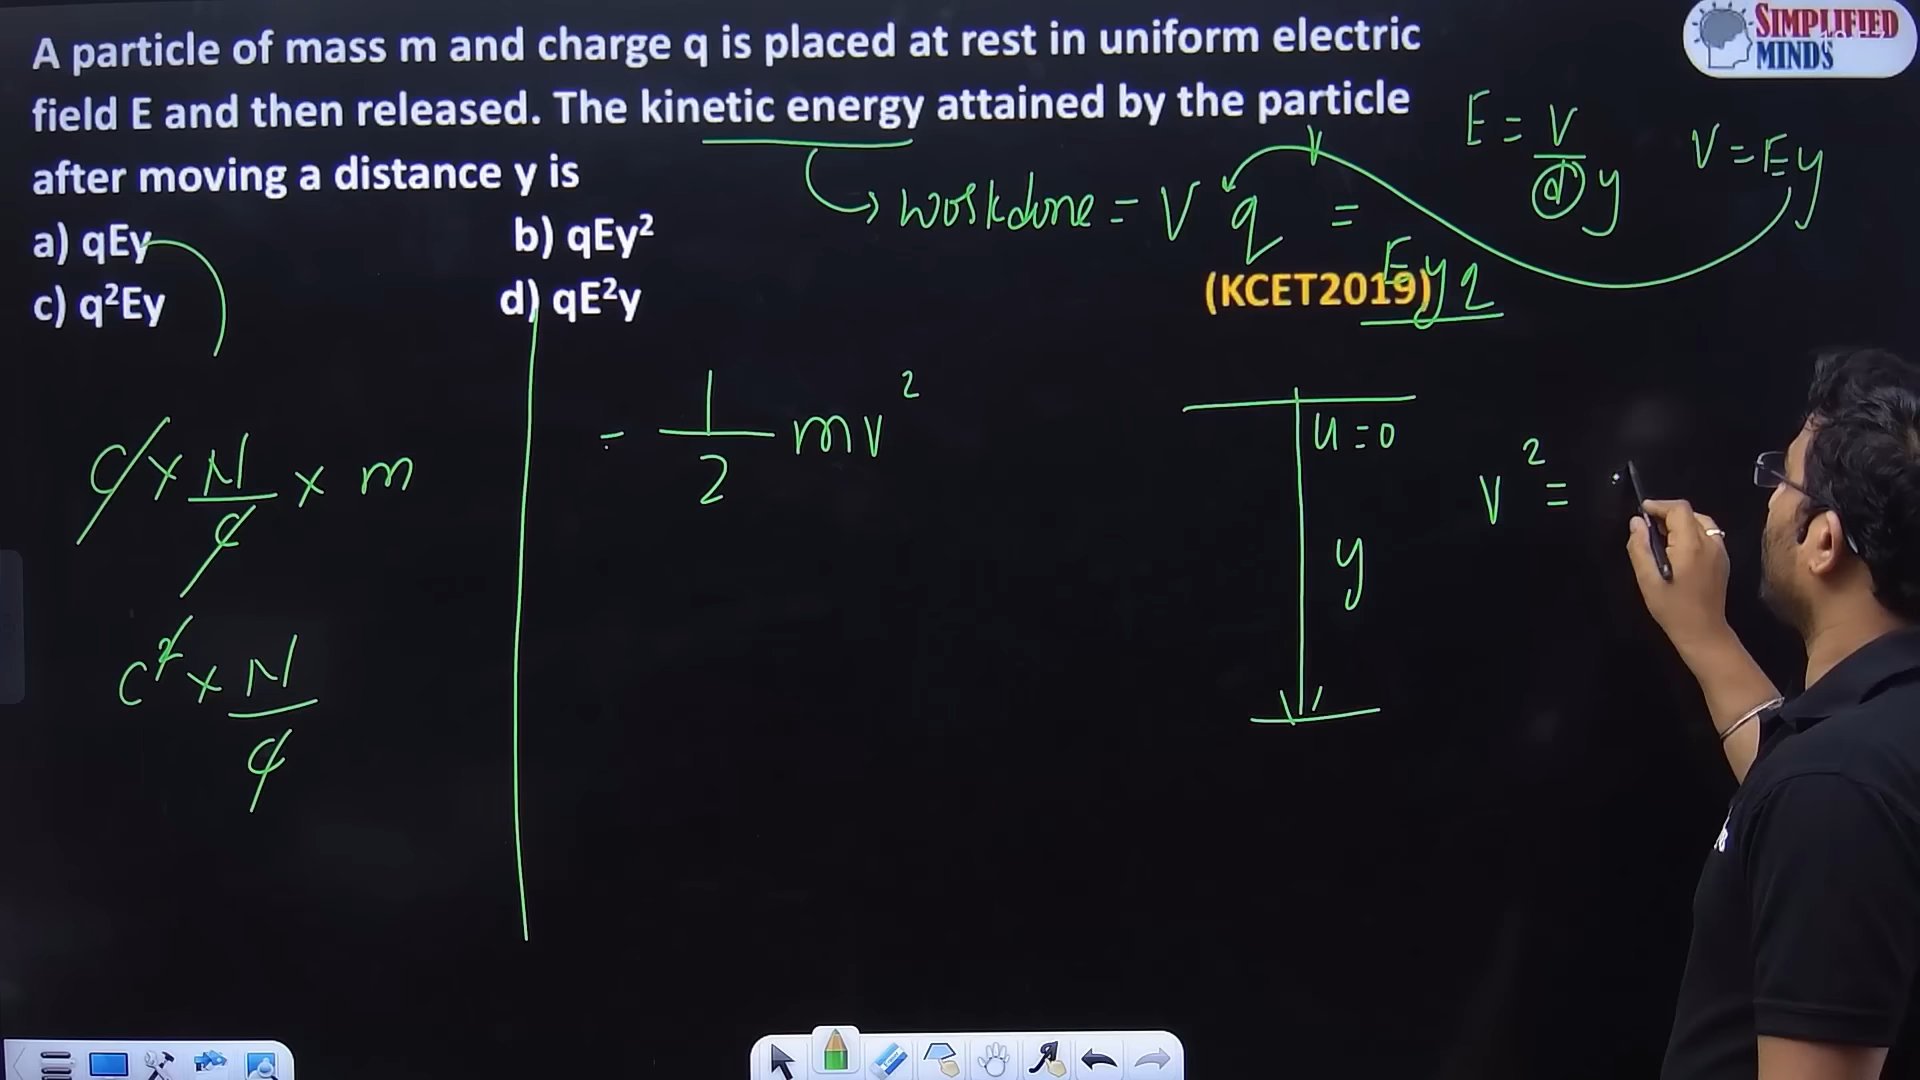 A particle of mass m and charge q is placed at rest in uniform electric
field E and then released. The kinetic energy attained by the particle
after moving a distance y is
a) qEy b) qEy²
c) q²Ey d) qE²y
(KCET2019)
SIMPLIFIED
MINDS
E = V/d y
V = Ey
workdone = V q =
Eyq
C × N/C × m
C² × N/C
= 1/2 mv²
u = 0
y
v² =